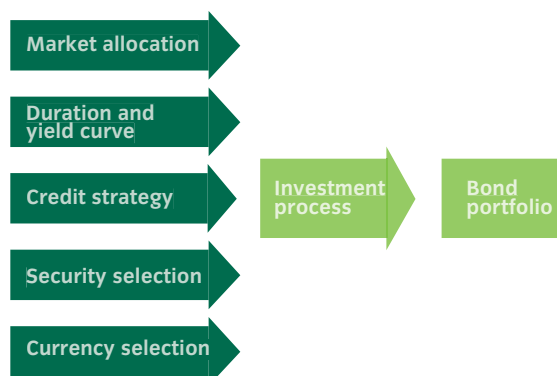 Market allocation
Duration and
yield curve
Credit strategy
Investment
process
Bond
portfolio
Security selection
Currency selection